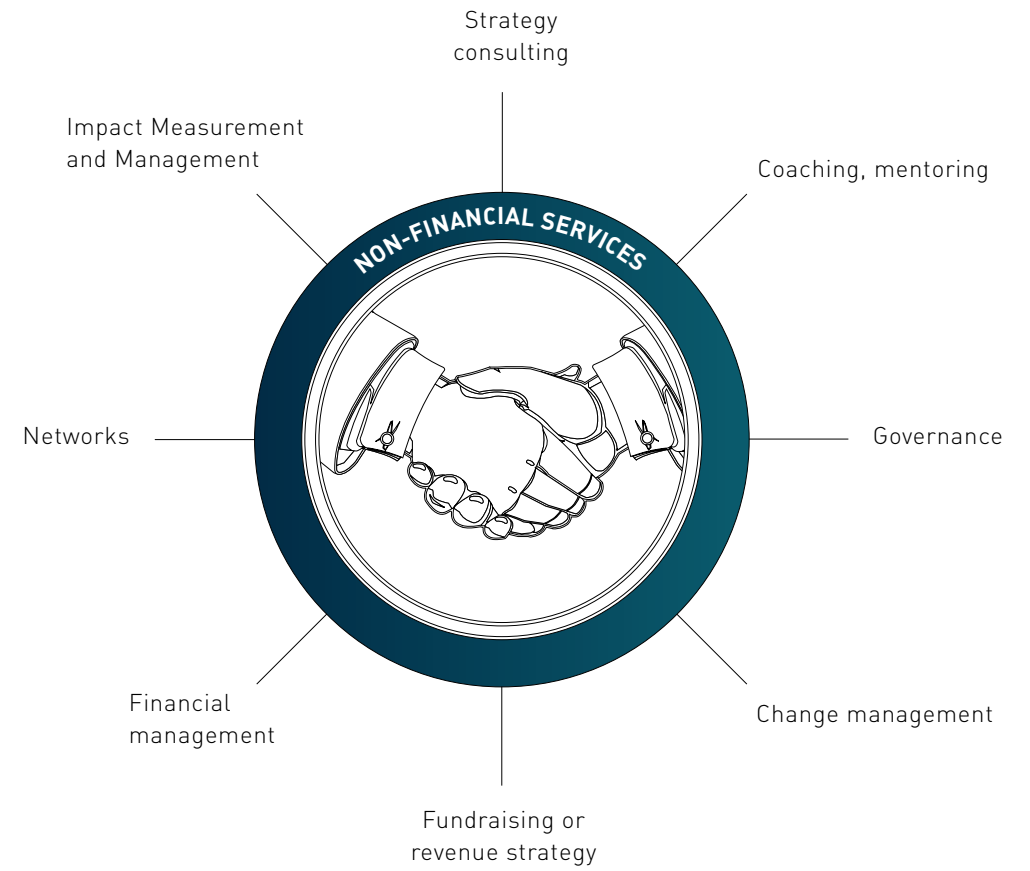 Strategy
consulting
Impact Measurement
and Management
Coaching, mentoring
NON-FINANCIAL SERVICES
Networks
Governance
Financial
management
Change management
Fundraising or
revenue strategy